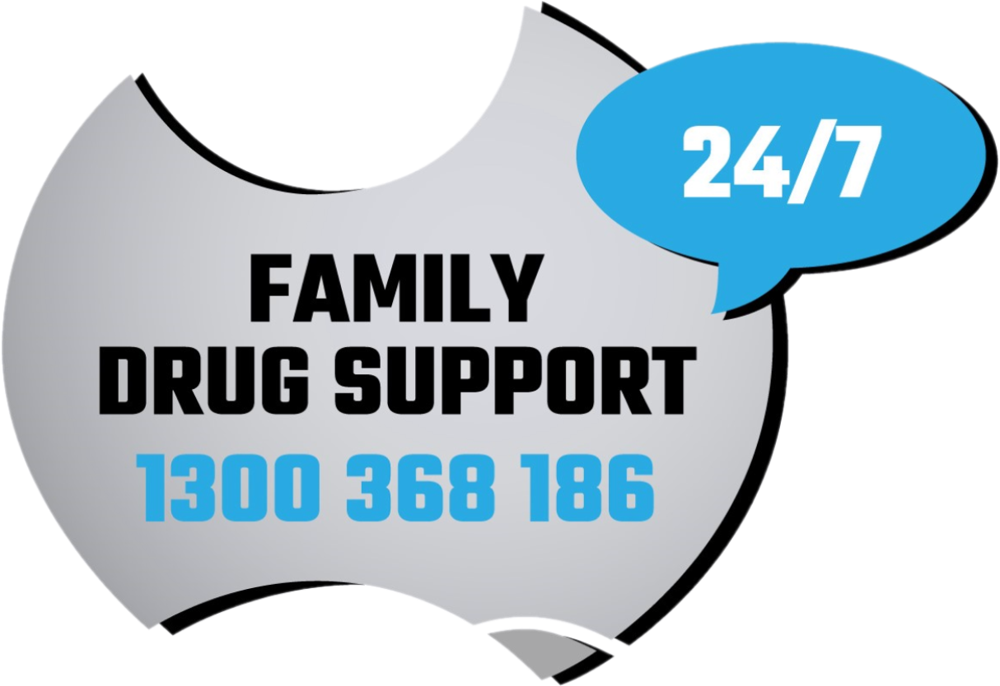 24/7
FAMILY
DRUG SUPPORT
1300 368 186